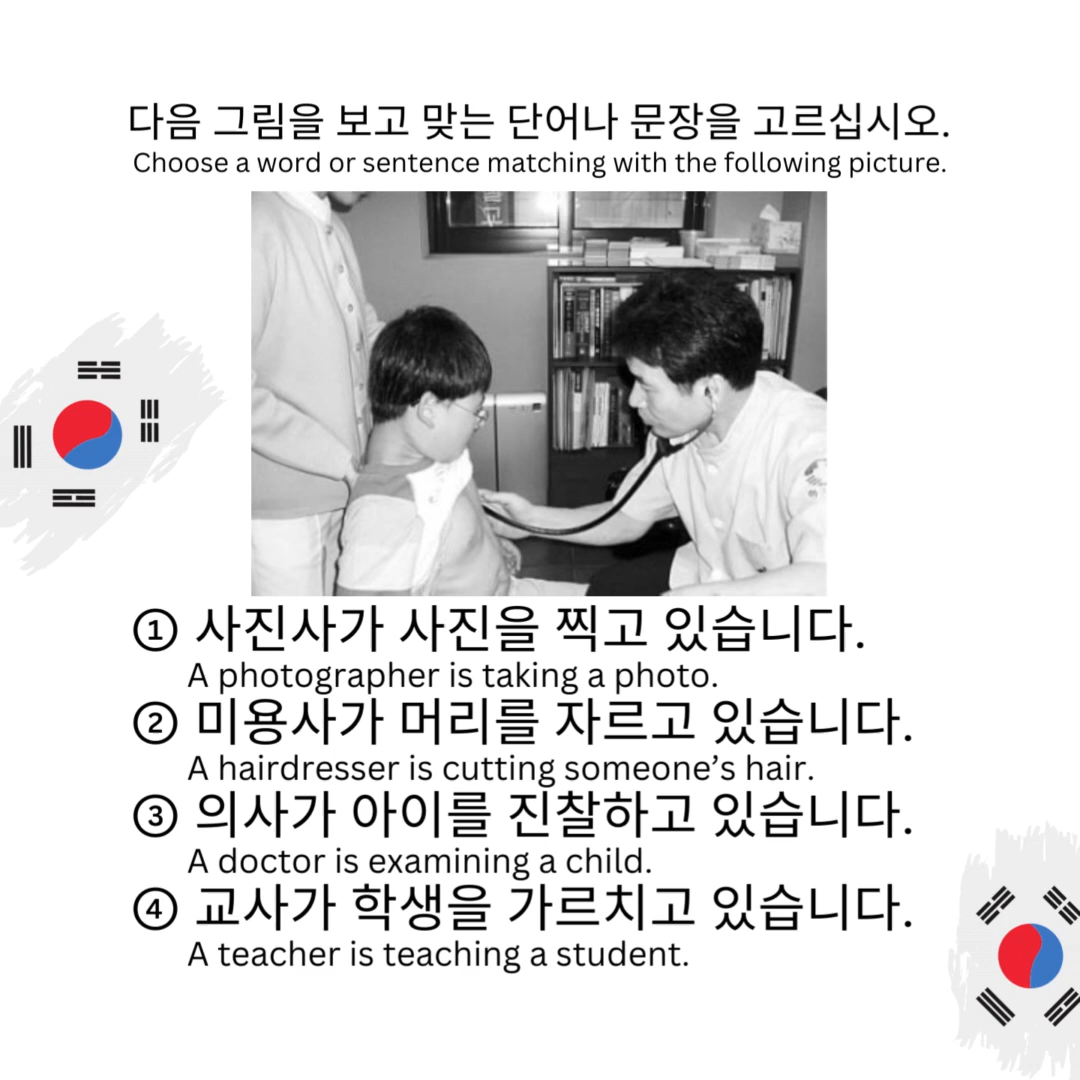 다음 그림을 보고 맞는 단어나 문장을 고르십시오.
Choose a word or sentence matching with the following picture.
① 사진사가 사진을 찍고 있습니다.
A photographer is taking a photo.
② 미용사가 머리를 자르고 있습니다.
A hairdresser is cutting someone’s hair.
③ 의사가 아이를 진찰하고 있습니다.
A doctor is examining a child.
④ 교사가 학생을 가르치고 있습니다.
A teacher is teaching a student.